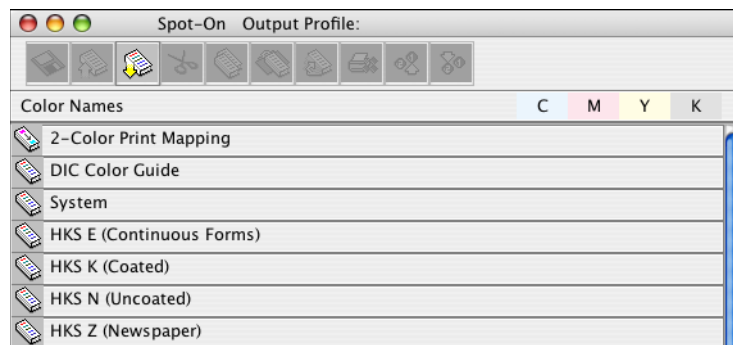 Spot-On Output Profile:
Color Names C M Y K
2-Color Print Mapping
DIC Color Guide
System
HKS E (Continuous Forms)
HKS K (Coated)
HKS N (Uncoated)
HKS Z (Newspaper)